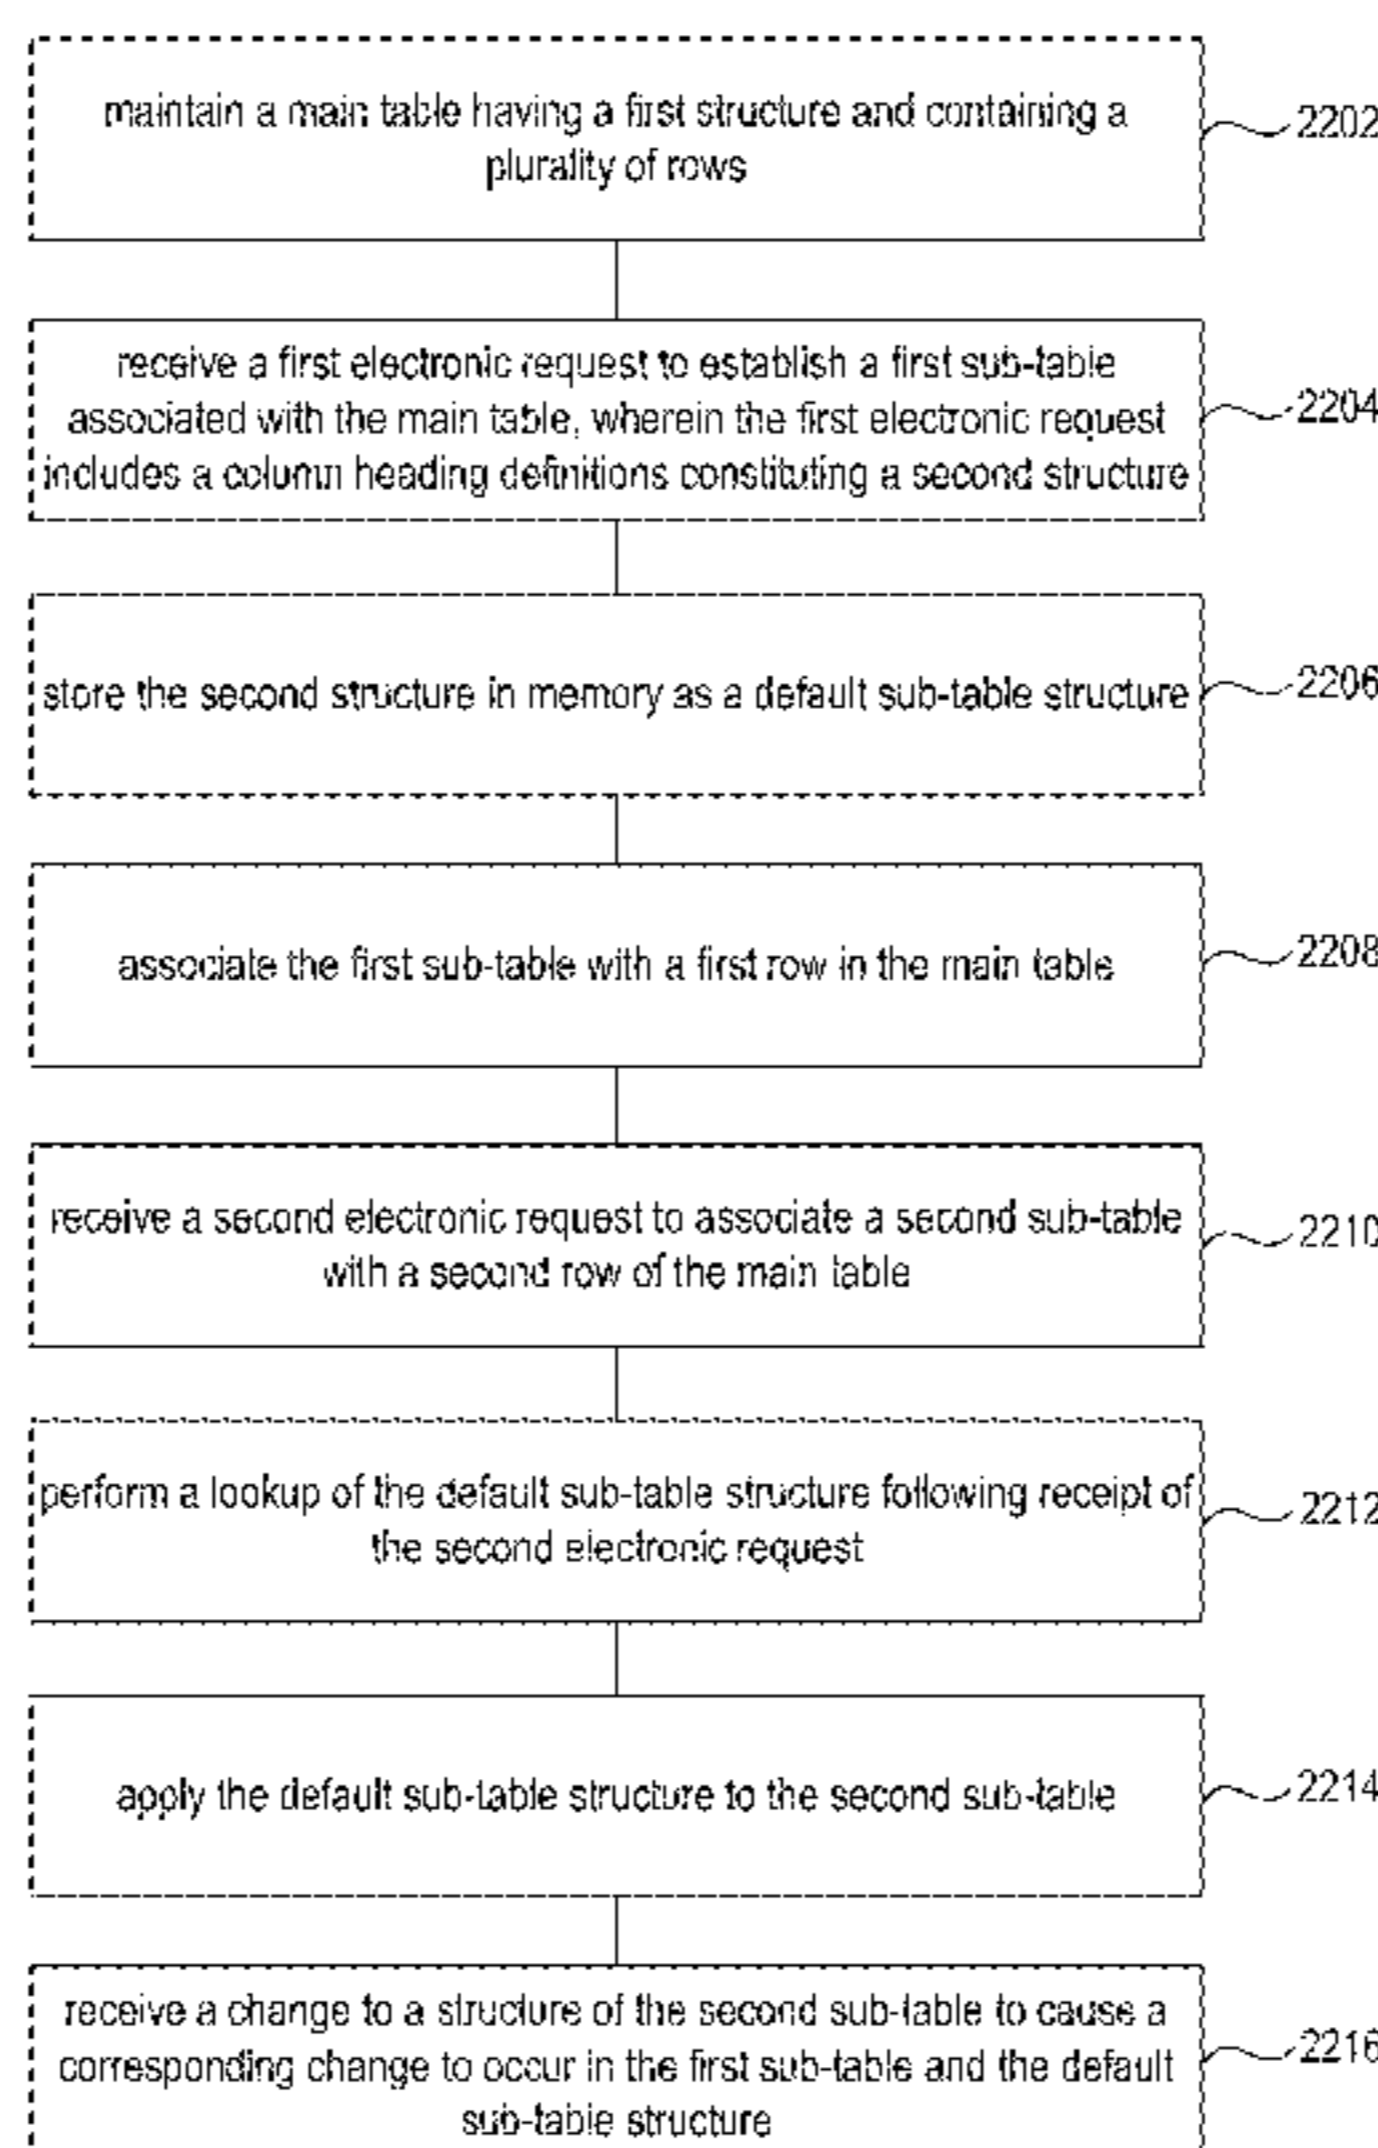 maintain a main table having a first structure and containing a
plurality of rows
2202
receive a first electronic request to establish a first sub-table
associated with the main table, wherein the first electronic request
includes a column heading definitions constituting a second structure
2204
store the second structure in memory as a default sub-table structure
2206
associate the first sub-table with a first row in the main table
2208
receive a second electronic request to associate a second sub-table
with a second row of the main table
2210
perform a lookup of the default sub-table structure following receipt of
the second electronic request
2212
apply the default sub-table structure to the second sub-table
2214
receive a change to a structure of the second sub-table to cause a
corresponding change to occur in the first sub-table and the default
sub-table structure
2216